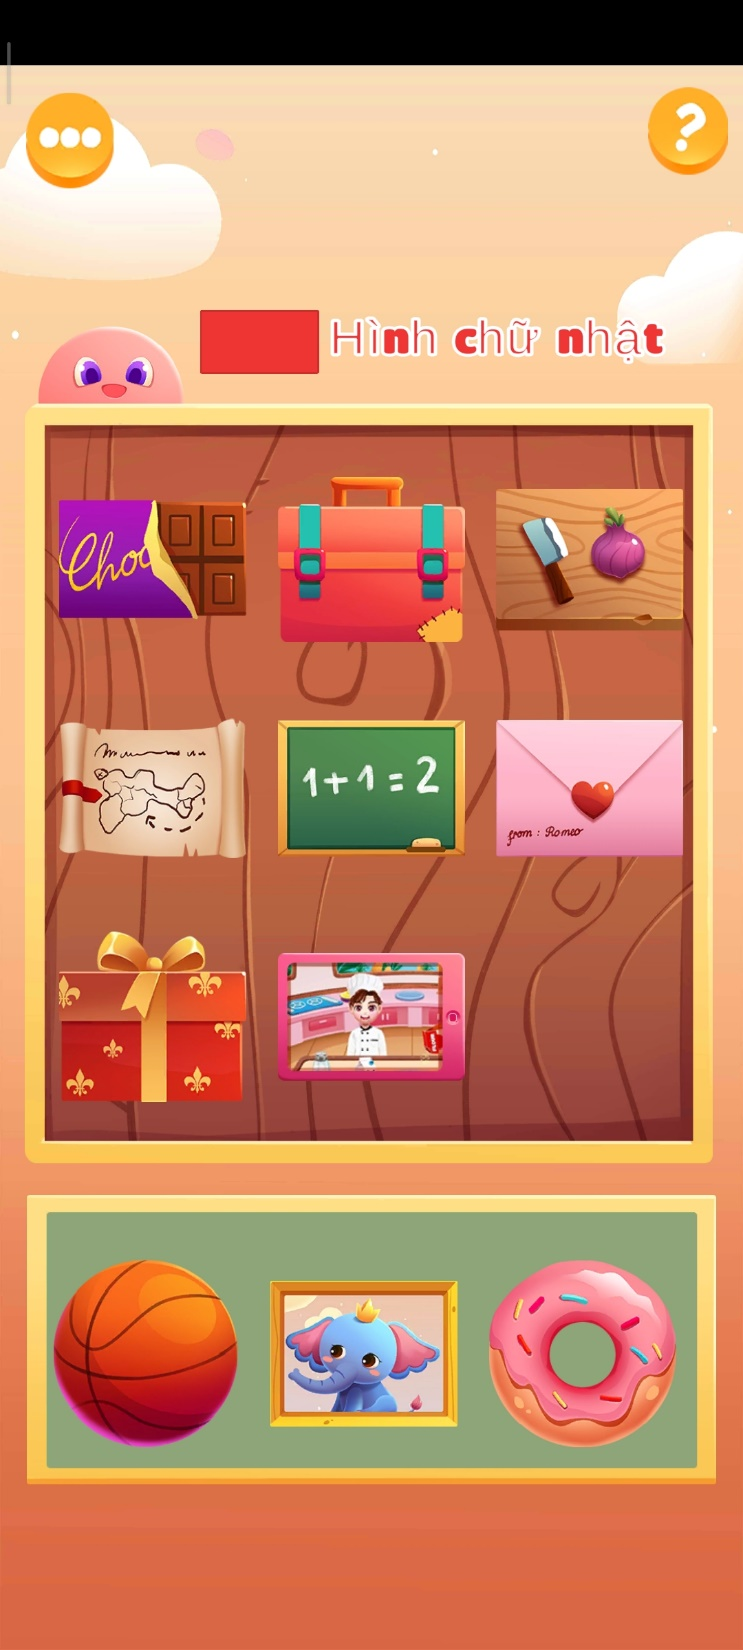 Hình chữ nhật
Choc
1+1=2
from : Romeo